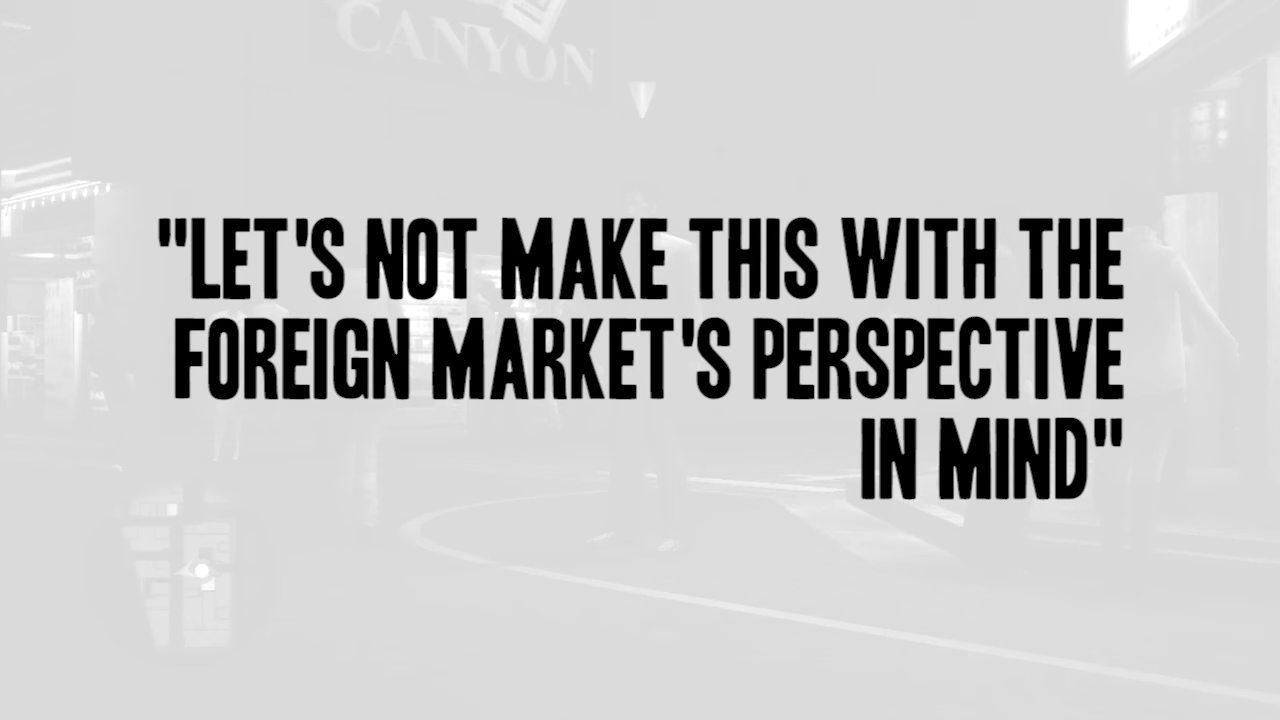 CANYON
"LET'S NOT MAKE THIS WITH THE
FOREIGN MARKET'S PERSPECTIVE
IN MIND"